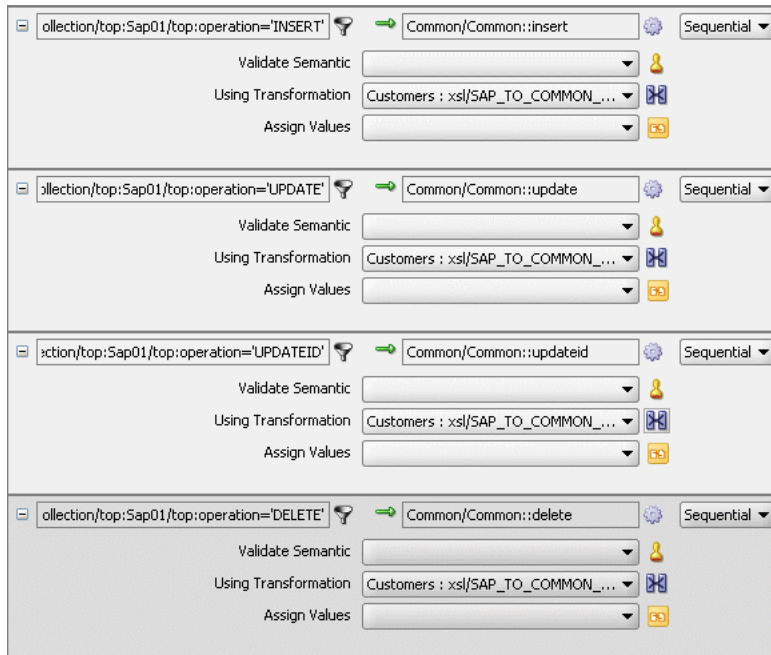 ollection/top:Sap01/top:operation='INSERT' Common/Common::insert Sequential
Validate Semantic
Using Transformation Customers : xsl/SAP_TO_COMMON_...
Assign Values
ollection/top:Sap01/top:operation='UPDATE' Common/Common::update Sequential
Validate Semantic
Using Transformation Customers : xsl/SAP_TO_COMMON_...
Assign Values
ection/top:Sap01/top:operation='UPDATEID' Common/Common::updateid Sequential
Validate Semantic
Using Transformation Customers : xsl/SAP_TO_COMMON_...
Assign Values
ollection/top:Sap01/top:operation='DELETE' Common/Common::delete Sequential
Validate Semantic
Using Transformation Customers : xsl/SAP_TO_COMMON_...
Assign Values